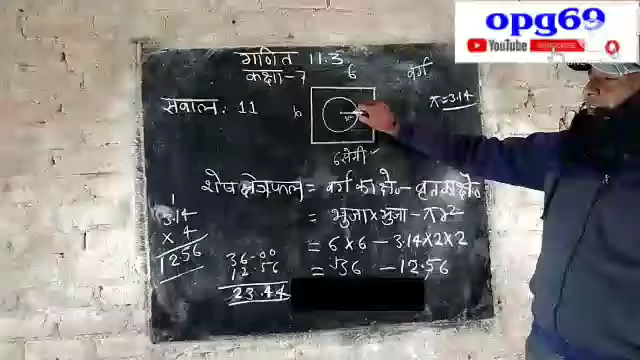 opg69
YouTube
गणित 11.3
कक्षा-7
6
वर्ग
π=3.14
सवाल : 11
6
6 सेमी
शेष क्षेत्रफल = वर्ग का क्षे० - वृत का क्षे०
= भुजा × भुजा - πr²
= 6 × 6 - 3.14 × 2 × 2
= 36 - 12.56
1
3.14
× 4
12.56
36.00
12.56
23.44